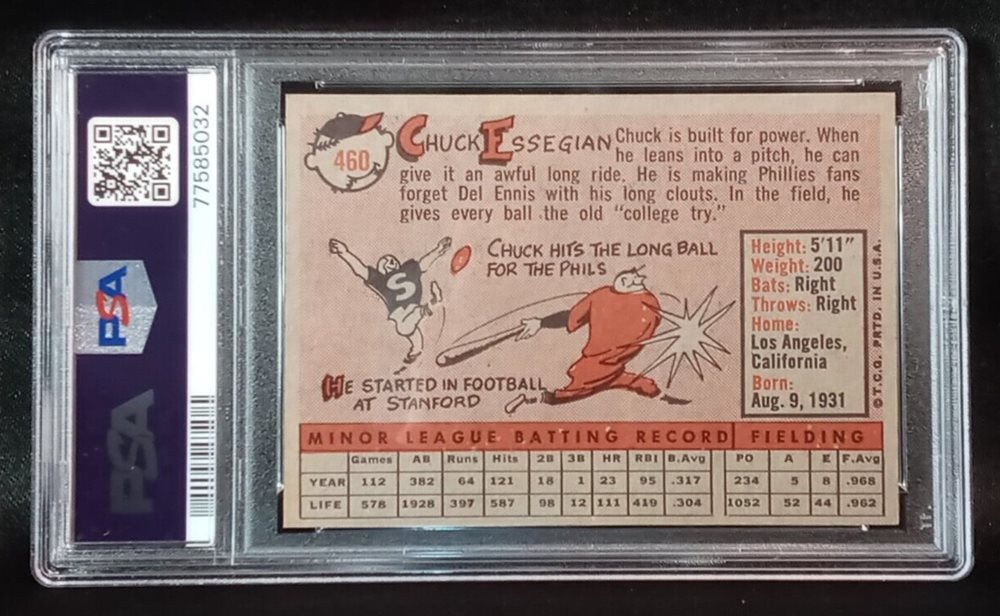 77585032
PSA
PSA
460
CHUCK ESSEGIAN Chuck is built for power. When
he leans into a pitch, he can
give it an awful long ride. He is making Phillies fans
forget Del Ennis with his long clouts. In the field, he
gives every ball the old "college try."
CHUCK HITS THE LONG BALL
FOR THE PHILS
S
HE STARTED IN FOOTBALL
AT STANFORD
Height: 5'11"
Weight: 200
Bats: Right
Throws: Right
Home:
Los Angeles,
California
Born:
Aug. 9, 1931
©T.C.G. PRTD. IN U.S.A.
MINOR LEAGUE BATTING RECORD FIELDING
Games AB Runs Hits 2B 3B HR RBI B.Avg PO A E F.Avg
YEAR 112 382 64 121 18 1 23 95 .317 234 5 8 .968
LIFE 578 1928 397 587 98 12 111 419 .304 1052 52 44 .962